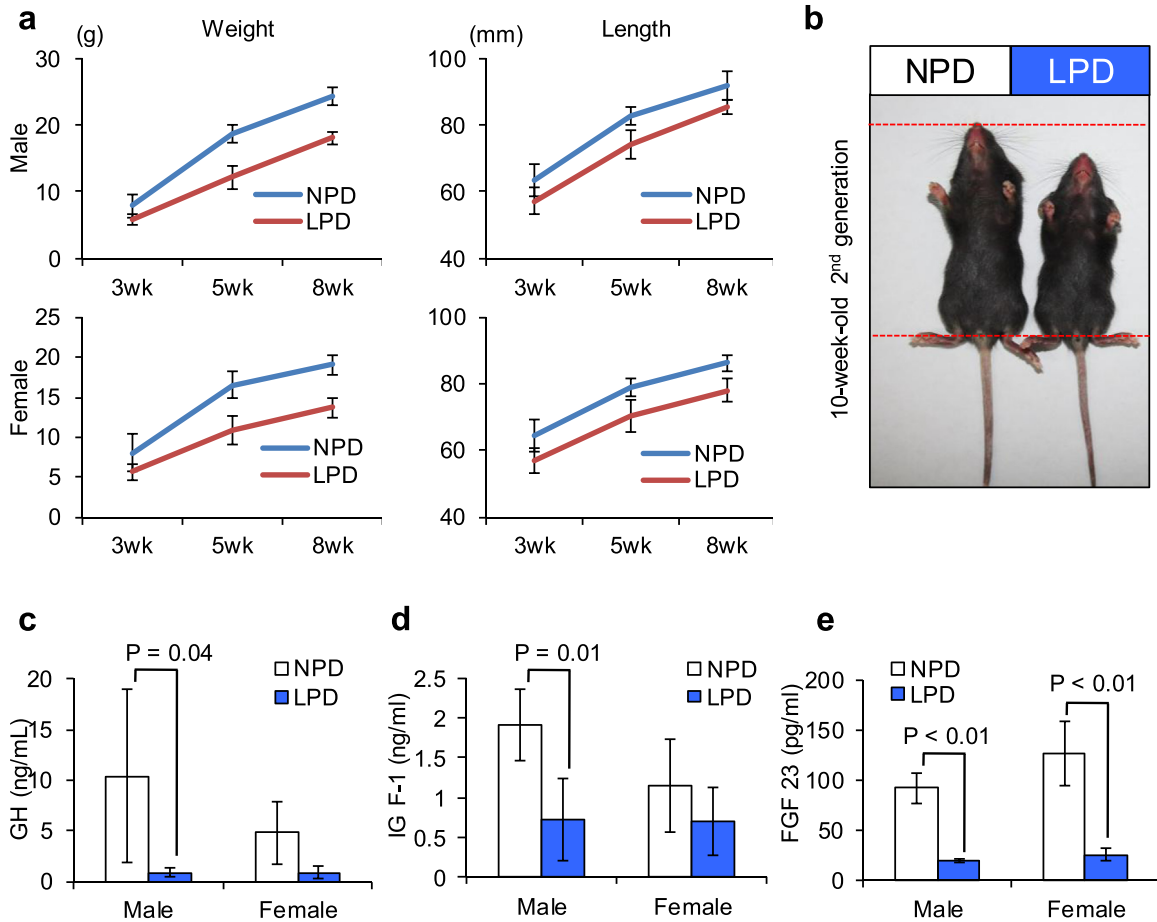 a
(g)
Weight
(mm)
Length
Male
30
20
10
0
NPD
LPD
3wk
5wk
8wk
100
80
60
40
NPD
LPD
3wk
5wk
8wk
Female
25
20
15
10
5
0
NPD
LPD
3wk
5wk
8wk
100
80
60
40
NPD
LPD
3wk
5wk
8wk
b
NPD
LPD
10-week-old 2nd generation
c
P = 0.04
NPD
LPD
GH (ng/mL)
20
15
10
5
0
Male
Female
d
P = 0.01
NPD
LPD
IG F-1 (ng/ml)
2.5
2
1.5
1
0.5
0
Male
Female
e
NPD
LPD
P < 0.01
P < 0.01
FGF 23 (pg/ml)
200
150
100
50
0
Male
Female